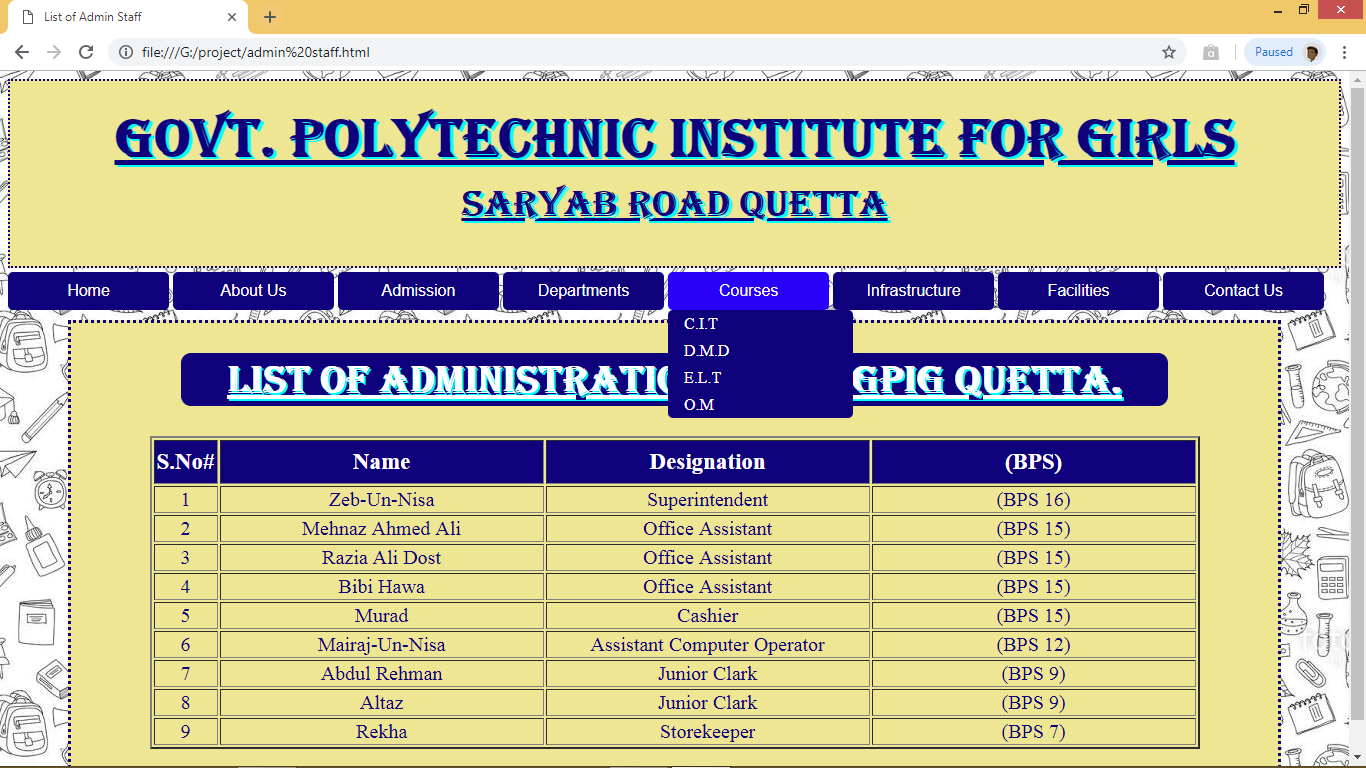 List of Admin Staff
file:///G:/project/admin%20staff.html
Paused
GOVT. POLYTECHNIC INSTITUTE FOR GIRLS
SARYAB ROAD QUETTA
Home About Us Admission Departments Courses Infrastructure Facilities Contact Us
C.I.T
D.M.D
E.L.T
O.M
LIST OF GPIG QUETTA.
S.No# Name Designation (BPS)
1 Zeb-Un-Nisa Superintendent (BPS 16)
2 Mehnaz Ahmed Ali Office Assistant (BPS 15)
3 Razia Ali Dost Office Assistant (BPS 15)
4 Bibi Hawa Office Assistant (BPS 15)
5 Murad Cashier (BPS 15)
6 Mairaj-Un-Nisa Assistant Computer Operator (BPS 12)
7 Abdul Rehman Junior Clark (BPS 9)
8 Altaz Junior Clark (BPS 9)
9 Rekha Storekeeper (BPS 7)